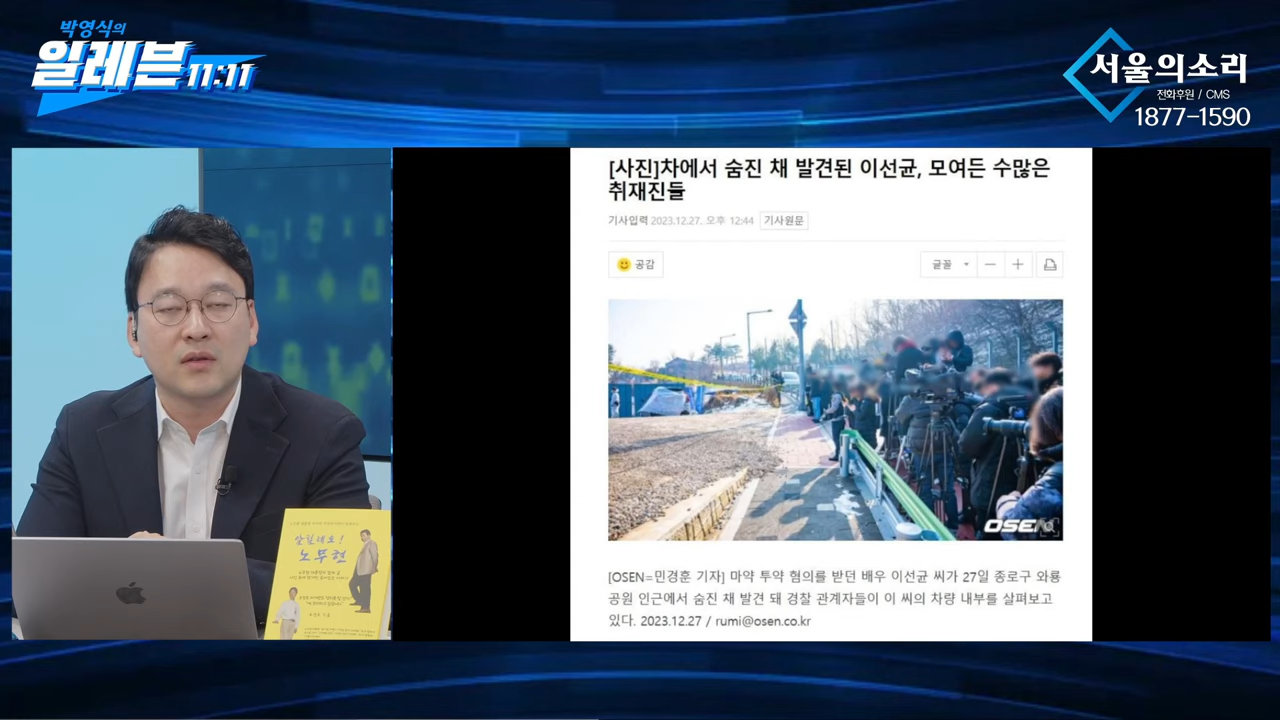 박영식의
일레븐 11:11
서울의소리
전화후원 / CMS
1877-1590
[사진]차에서 숨진 채 발견된 이선균, 모여든 수많은
취재진들
기사입력 2023.12.27. 오후 12:44 기사원문
공감
글꼴
OSEN
[OSEN=민경훈 기자] 마약 투약 혐의를 받던 배우 이선균 씨가 27일 종로구 와룡
공원 인근에서 숨진 채 발견 돼 경찰 관계자들이 이 씨의 차량 내부를 살펴보고
있다. 2023.12.27 / rumi@osen.co.kr
노무현